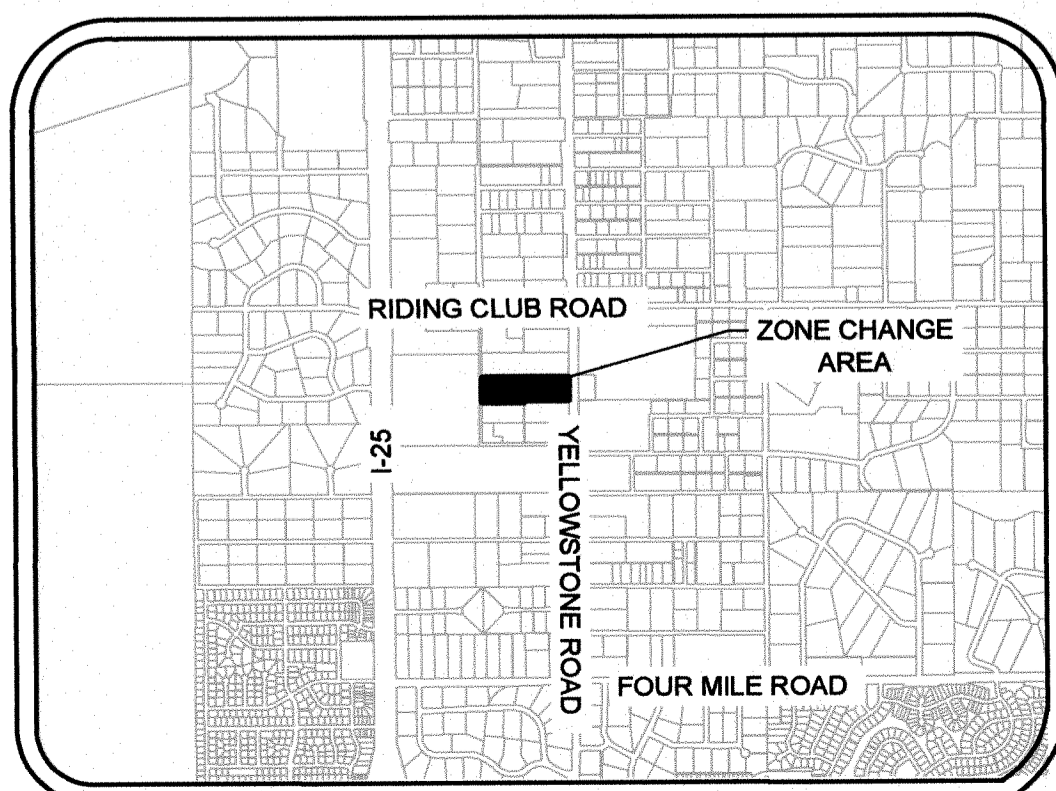 RIDING CLUB ROAD
ZONE CHANGE
AREA
I-25
YELLOWSTONE ROAD
FOUR MILE ROAD